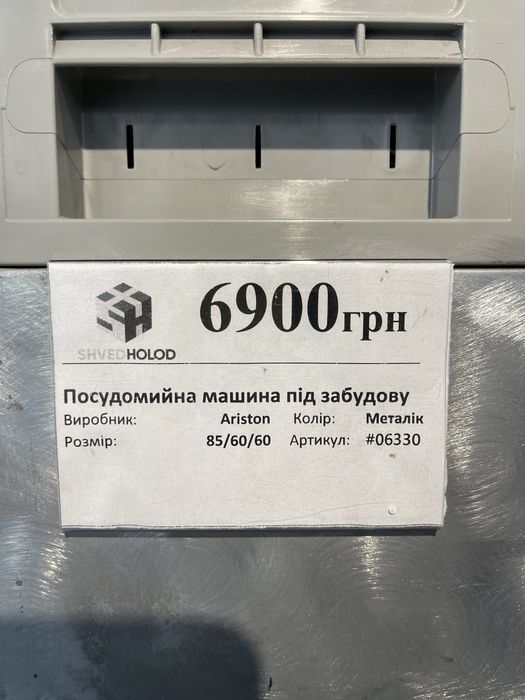 6900грн
SHVEDHOLOD
Посудомийна машина під забудову
Виробник: Ariston Колір: Металік
Розмір: 85/60/60 Артикул: #06330